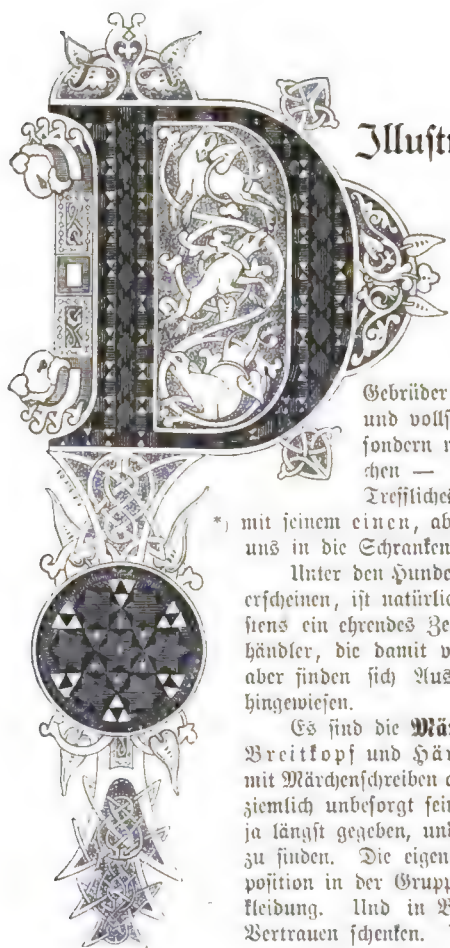 D
Illustr
Gebrüder
und voll
sondern
chen —
Treffliches
*) mit seinem einen, ab
uns in die Schranken
Unter den Hunde
erscheinen, ist natürlic
stens ein ehrendes Ze
händler, die damit
aber finden sich Aus
hingewiesen.
Es sind die Mär
Breitkopf und Här
mit Märchenschreiben
ziemlich unbesorgt sein
ja längst gegeben, und
zu finden. Die eigen
position in der Grupp
kleidung. Und in
Vertrauen schenken.